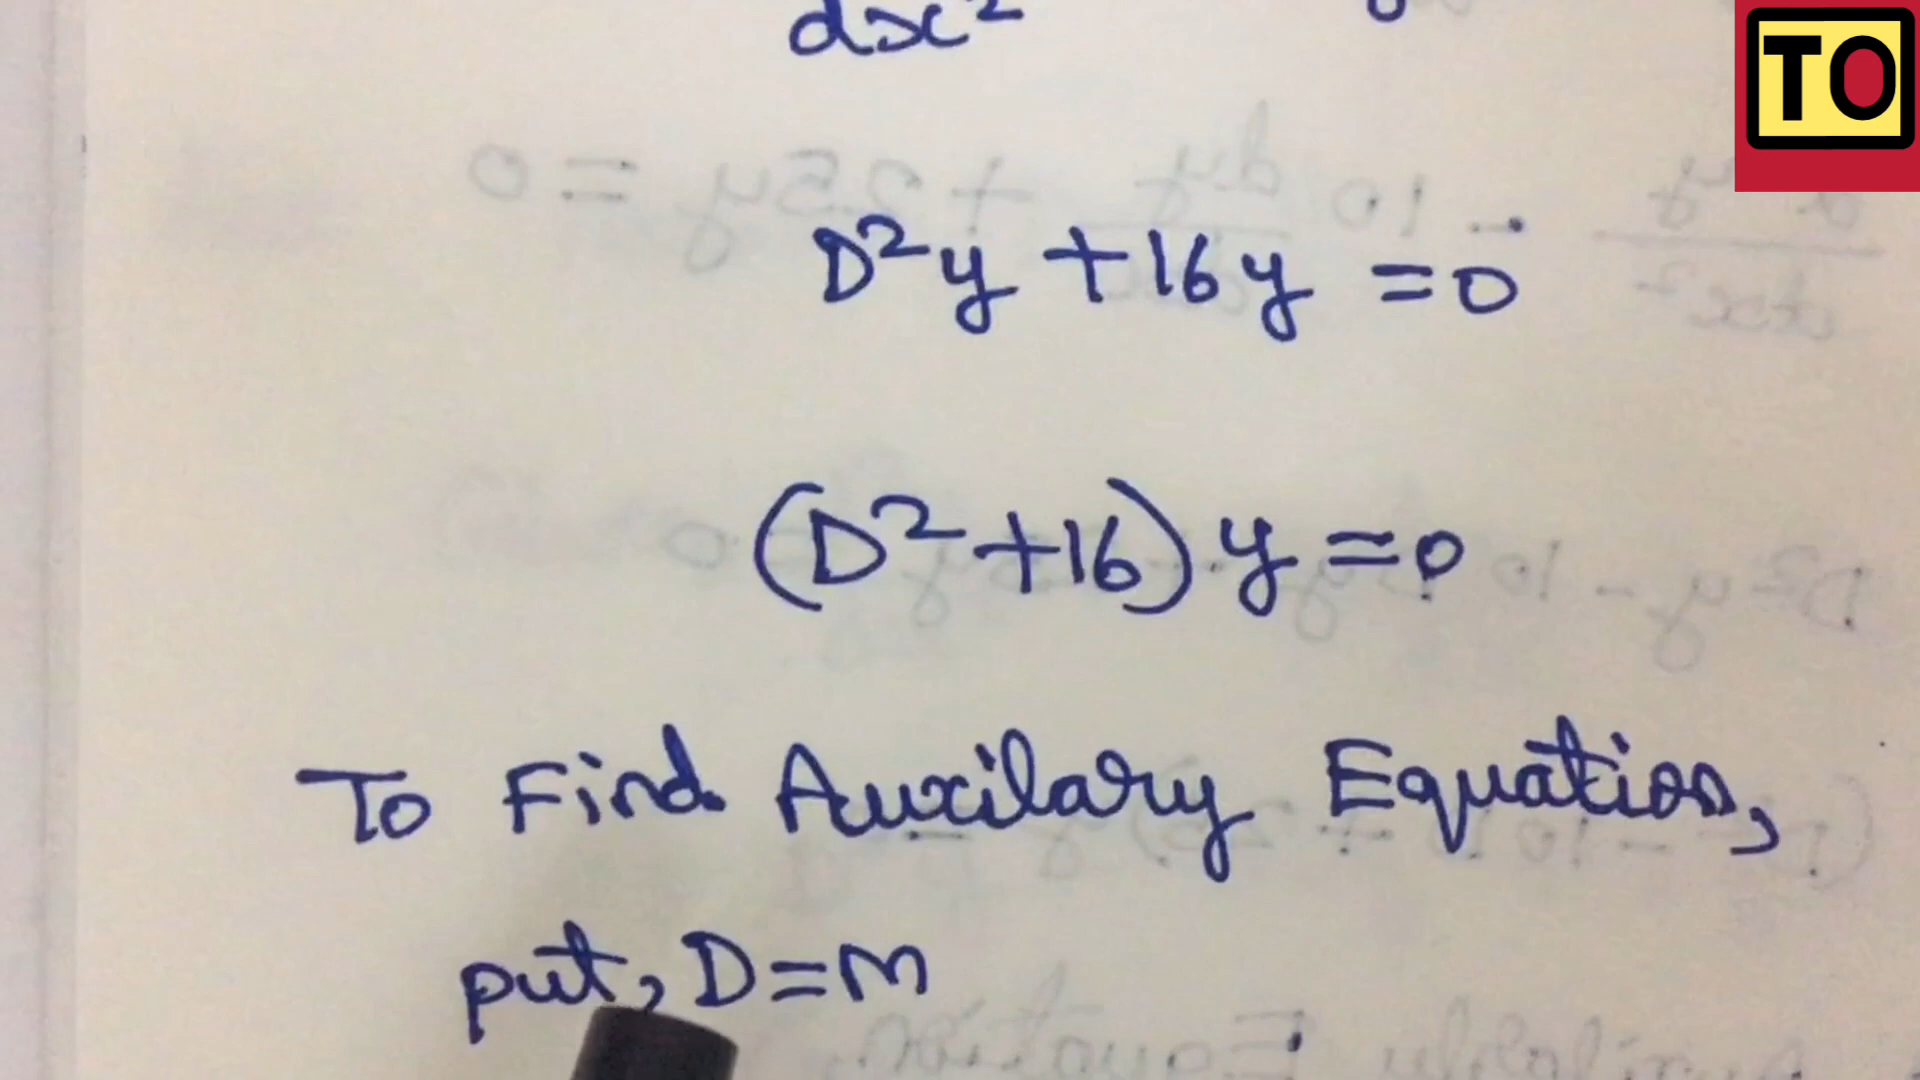 dx²
TO
D²y + 16y = 0
(D² + 16) y = 0
To Find Auxilary Equation,
put, D = m